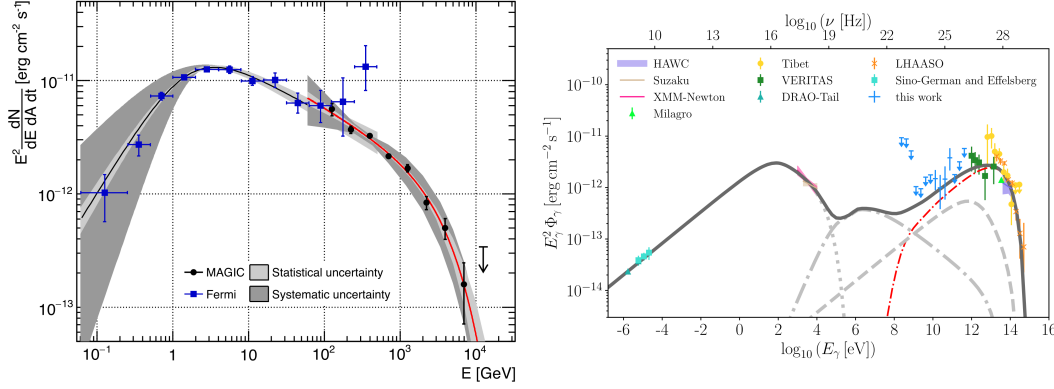 E² dN/dE dA dt [erg cm⁻² s⁻¹]
10⁻¹¹
10⁻¹²
10⁻¹³
MAGIC
Statistical uncertainty
Fermi
Systematic uncertainty
10⁻¹ 1 10 10² 10³ 10⁴
E [GeV]
log₁₀(ν [Hz])
10 13 16 19 22 25 28
HAWC
Suzaku
XMM-Newton
Milagro
Tibet
VERITAS
DRAO-Tail
LHAASO
Sino-German and Effelsberg
this work
E²γ Φγ [erg cm⁻² s⁻¹]
10⁻¹⁰
10⁻¹¹
10⁻¹²
10⁻¹³
10⁻¹⁴
−6 −4 −2 0 2 4 6 8 10 12 14 16
log₁₀(Eγ [eV])